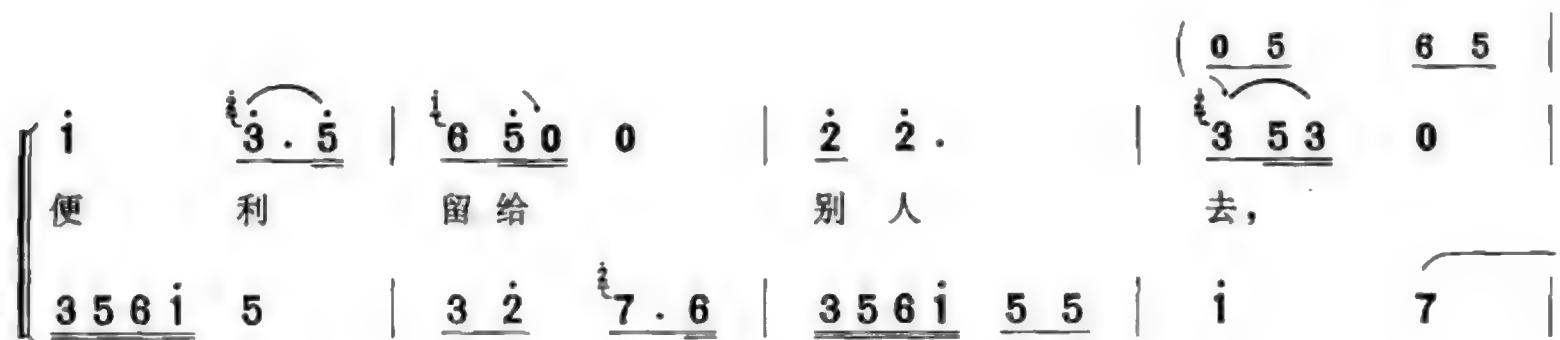 ( 0 5 6 5 |
i̇ 3̇ . 5̇ | 6 5̇ 0 0 | 2̇ 2̇ . | 3 5 3 0 |
便 利 留 给 别 人 去,
3 5 6 i̇ 5 | 3 2̇ 7 . 6 | 3 5 6 i̇ 5 5 | i̇ 7 |